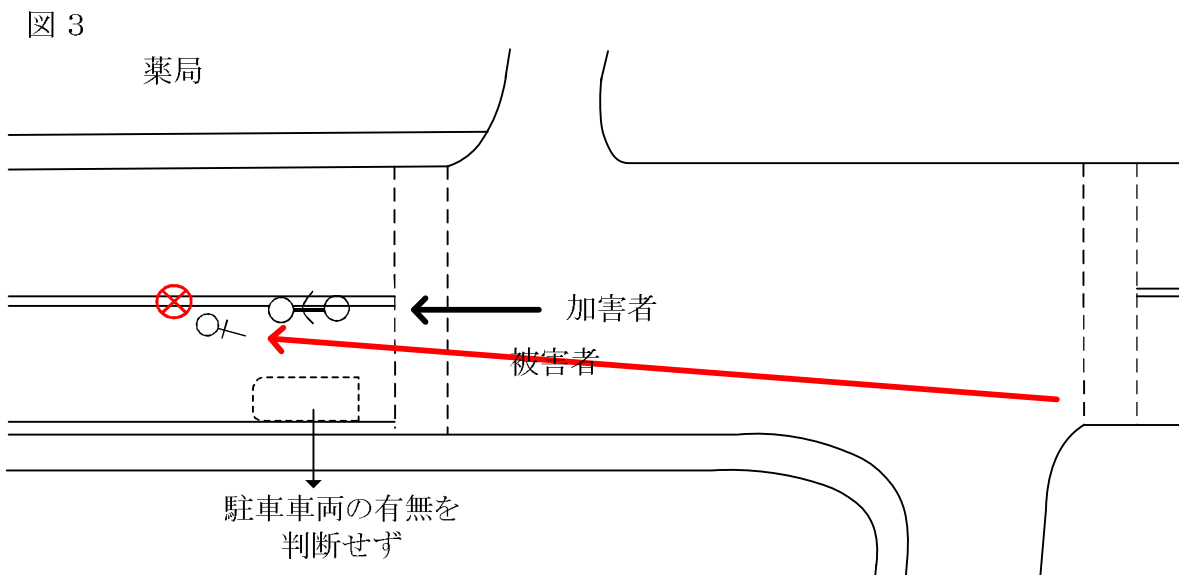 図 3
薬局
加害者
被害者
駐車車両の有無を
判断せず